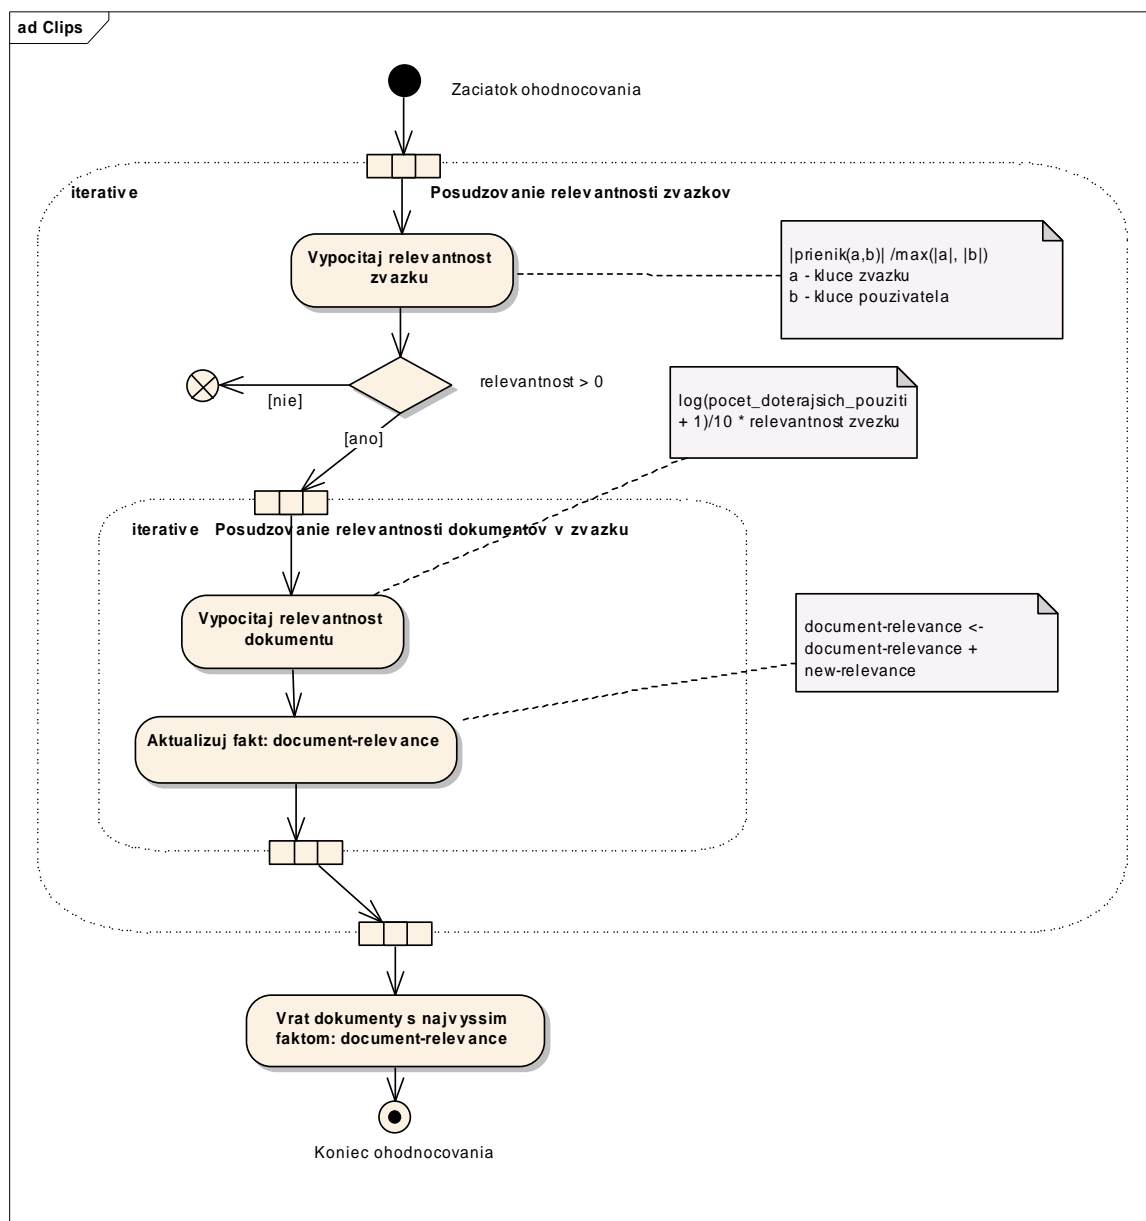 ad Clips
Zaciatok ohodnocovania
iterative
Posudzovanie relevantnosti zvazkov
Vypocitaj relevantnost
zvazku
|prienik(a,b)| /max(|a|, |b|)
a - kluce zvazku
b - kluce pouzivatela
relevantnost > 0
[nie]
[ano]
log(pocet_doterajsich_pouziti
+ 1)/10 * relevantnost zvezku
iterative Posudzovanie relevantnosti dokumentov v zvazku
Vypocitaj relevantnost
dokumentu
document-relevance <-
document-relevance +
new-relevance
Aktualizuj fakt: document-relevance
Vrat dokumenty s najvyssim
faktom: document-relevance
Koniec ohodnocovania